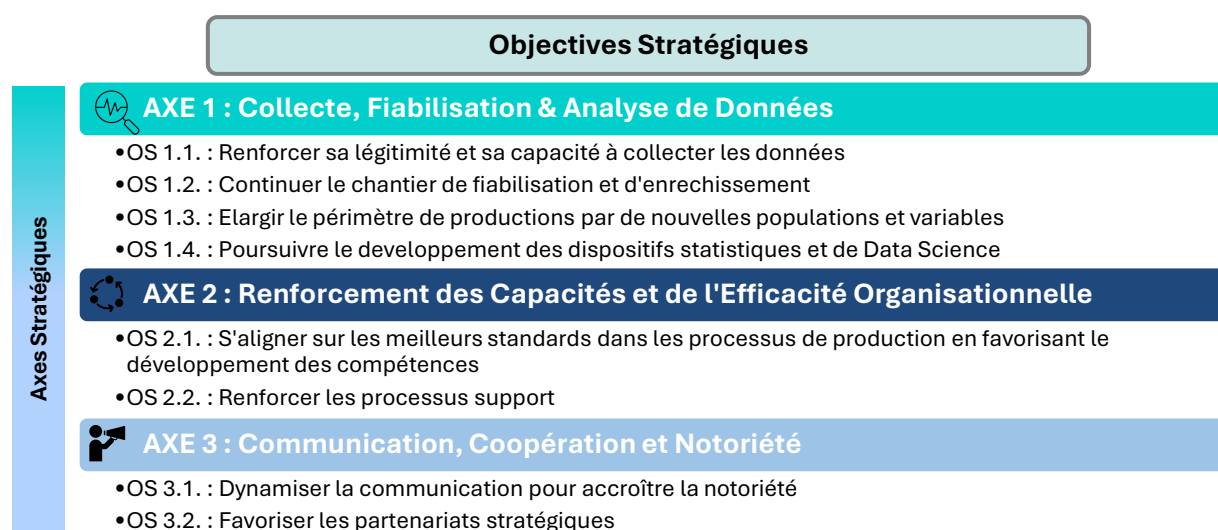 Objectives Stratégiques
Axes Stratégiques
AXE 1 : Collecte, Fiabilisation & Analyse de Données
•OS 1.1. : Renforcer sa légitimité et sa capacité à collecter les données
•OS 1.2. : Continuer le chantier de fiabilisation et d'enrechissement
•OS 1.3. : Elargir le périmètre de productions par de nouvelles populations et variables
•OS 1.4. : Poursuivre le developpement des dispositifs statistiques et de Data Science
AXE 2 : Renforcement des Capacités et de l'Efficacité Organisationnelle
•OS 2.1. : S'aligner sur les meilleurs standards dans les processus de production en favorisant le
développement des compétences
•OS 2.2. : Renforcer les processus support
AXE 3 : Communication, Coopération et Notoriété
•OS 3.1. : Dynamiser la communication pour accroître la notoriété
•OS 3.2. : Favoriser les partenariats stratégiques